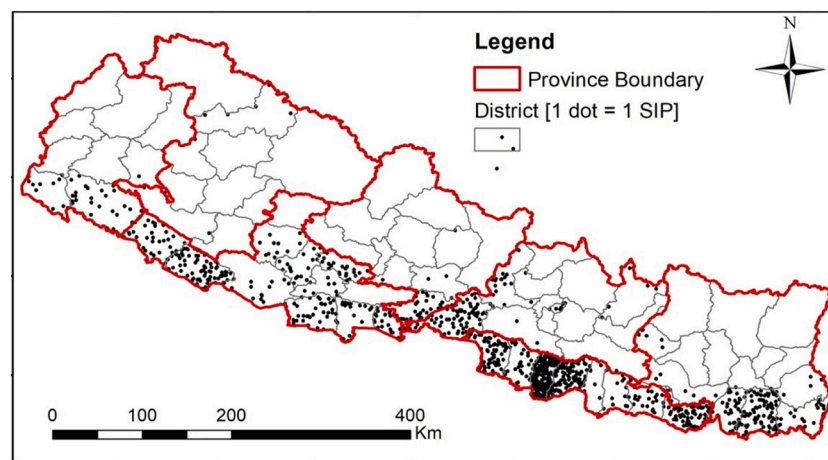 N
Legend
Province Boundary
District [1 dot = 1 SIP]
0 100 200 400
Km